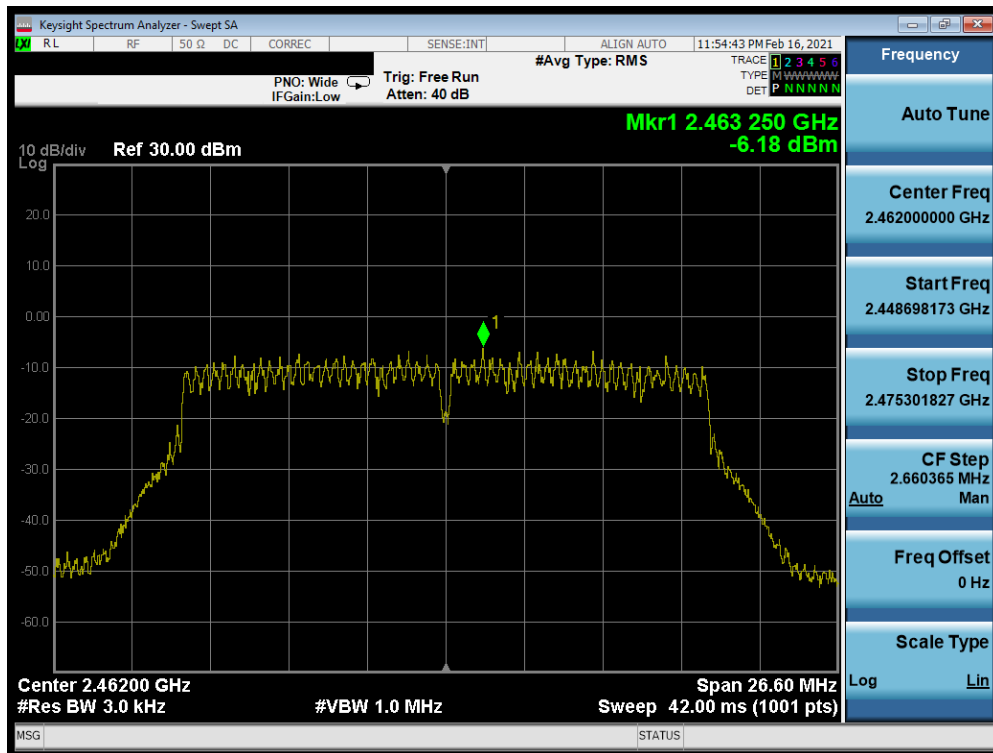 Keysight Spectrum Analyzer - Swept SA
LXI RL RF 50 Ω DC CORREC SENSE:INT ALIGN AUTO 11:54:43 PM Feb 16, 2021
#Avg Type: RMS TRACE 1 2 3 4 5 6
PNO: Wide Trig: Free Run TYPE M WWWWW
IFGain:Low Atten: 40 dB DET P N N N N N
Mkr1 2.463 250 GHz
-6.18 dBm
10 dB/div Ref 30.00 dBm
Log
20.0
10.0
0.00
1
-10.0
-20.0
-30.0
-40.0
-50.0
-60.0
Center 2.46200 GHz Span 26.60 MHz
#Res BW 3.0 kHz #VBW 1.0 MHz Sweep 42.00 ms (1001 pts)
MSG STATUS
Frequency
Auto Tune
Center Freq
2.462000000 GHz
Start Freq
2.448698173 GHz
Stop Freq
2.475301827 GHz
CF Step
2.660365 MHz
Auto Man
Freq Offset
0 Hz
Scale Type
Log Lin